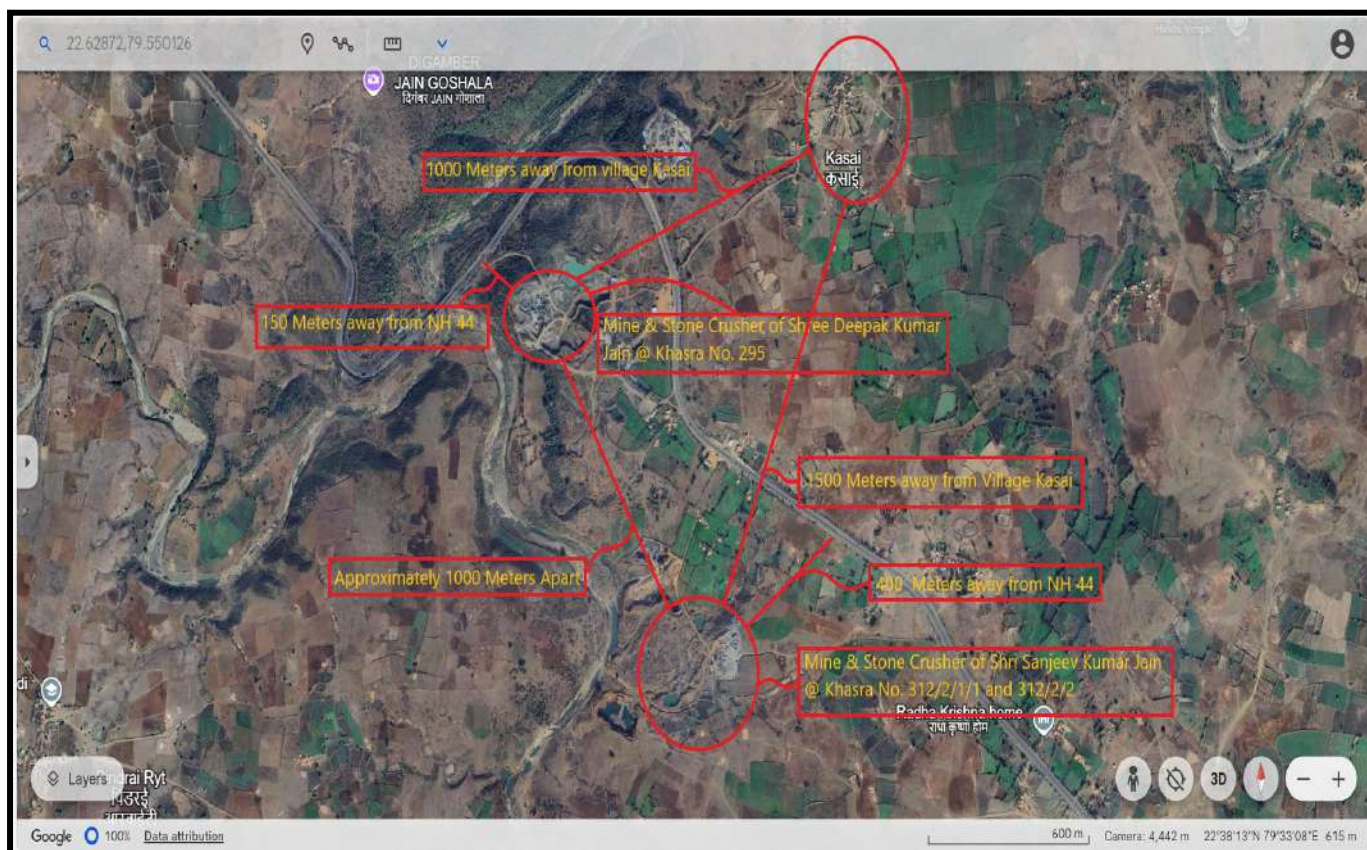 22.62872,79.550126
DIGAMBER
JAIN GOSHALA
दिगंबर JAIN गोशाला
1000 Meters away from village Kasai
Kasai
कसाई
150 Meters away from NH 44
Mine & Stone Crusher of Shree Deepak Kumar
Jain @ Khasra No. 295
1500 Meters away from Village Kasai
Approximately 1000 Meters Apart
400 Meters away from NH 44
Mine & Stone Crusher of Shri Sanjeev Kumar Jain
@ Khasra No. 312/2/1/1 and 312/2/2
Radha Krishna home
राधा कृष्णा होम
di
Layers
Ryt
पिंडरई
3D
Google 100% Data attribution
600 m Camera: 4,442 m 22°38'13"N 79°33'08"E 615 m